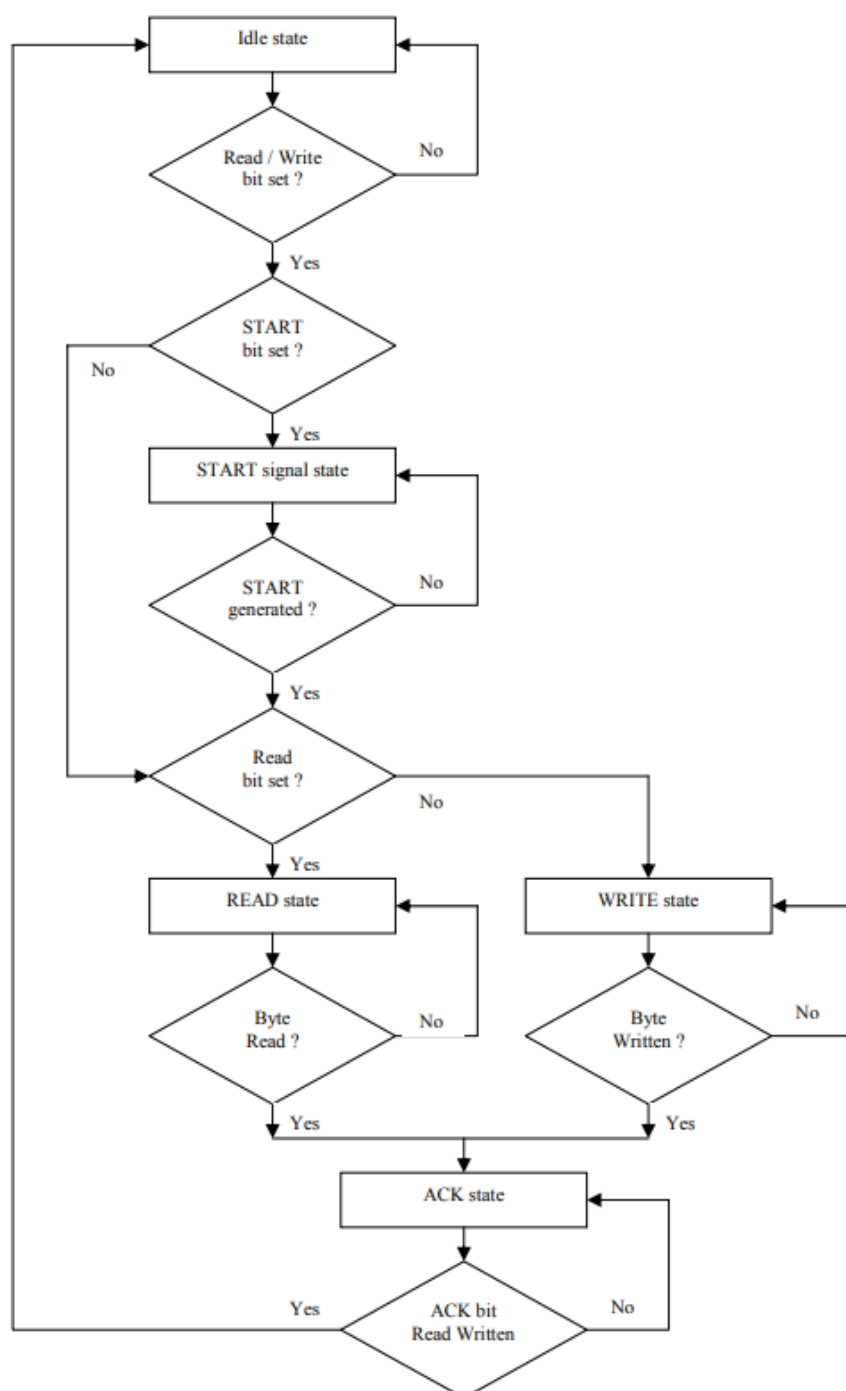 Idle state
Read / Write
bit set ?
No
Yes
START
bit set ?
No
Yes
START signal state
START
generated ?
No
Yes
Read
bit set ?
No
Yes
READ state
WRITE state
Byte
Read ?
No
Byte
Written ?
No
Yes
Yes
ACK state
Yes
ACK bit
Read Written
No